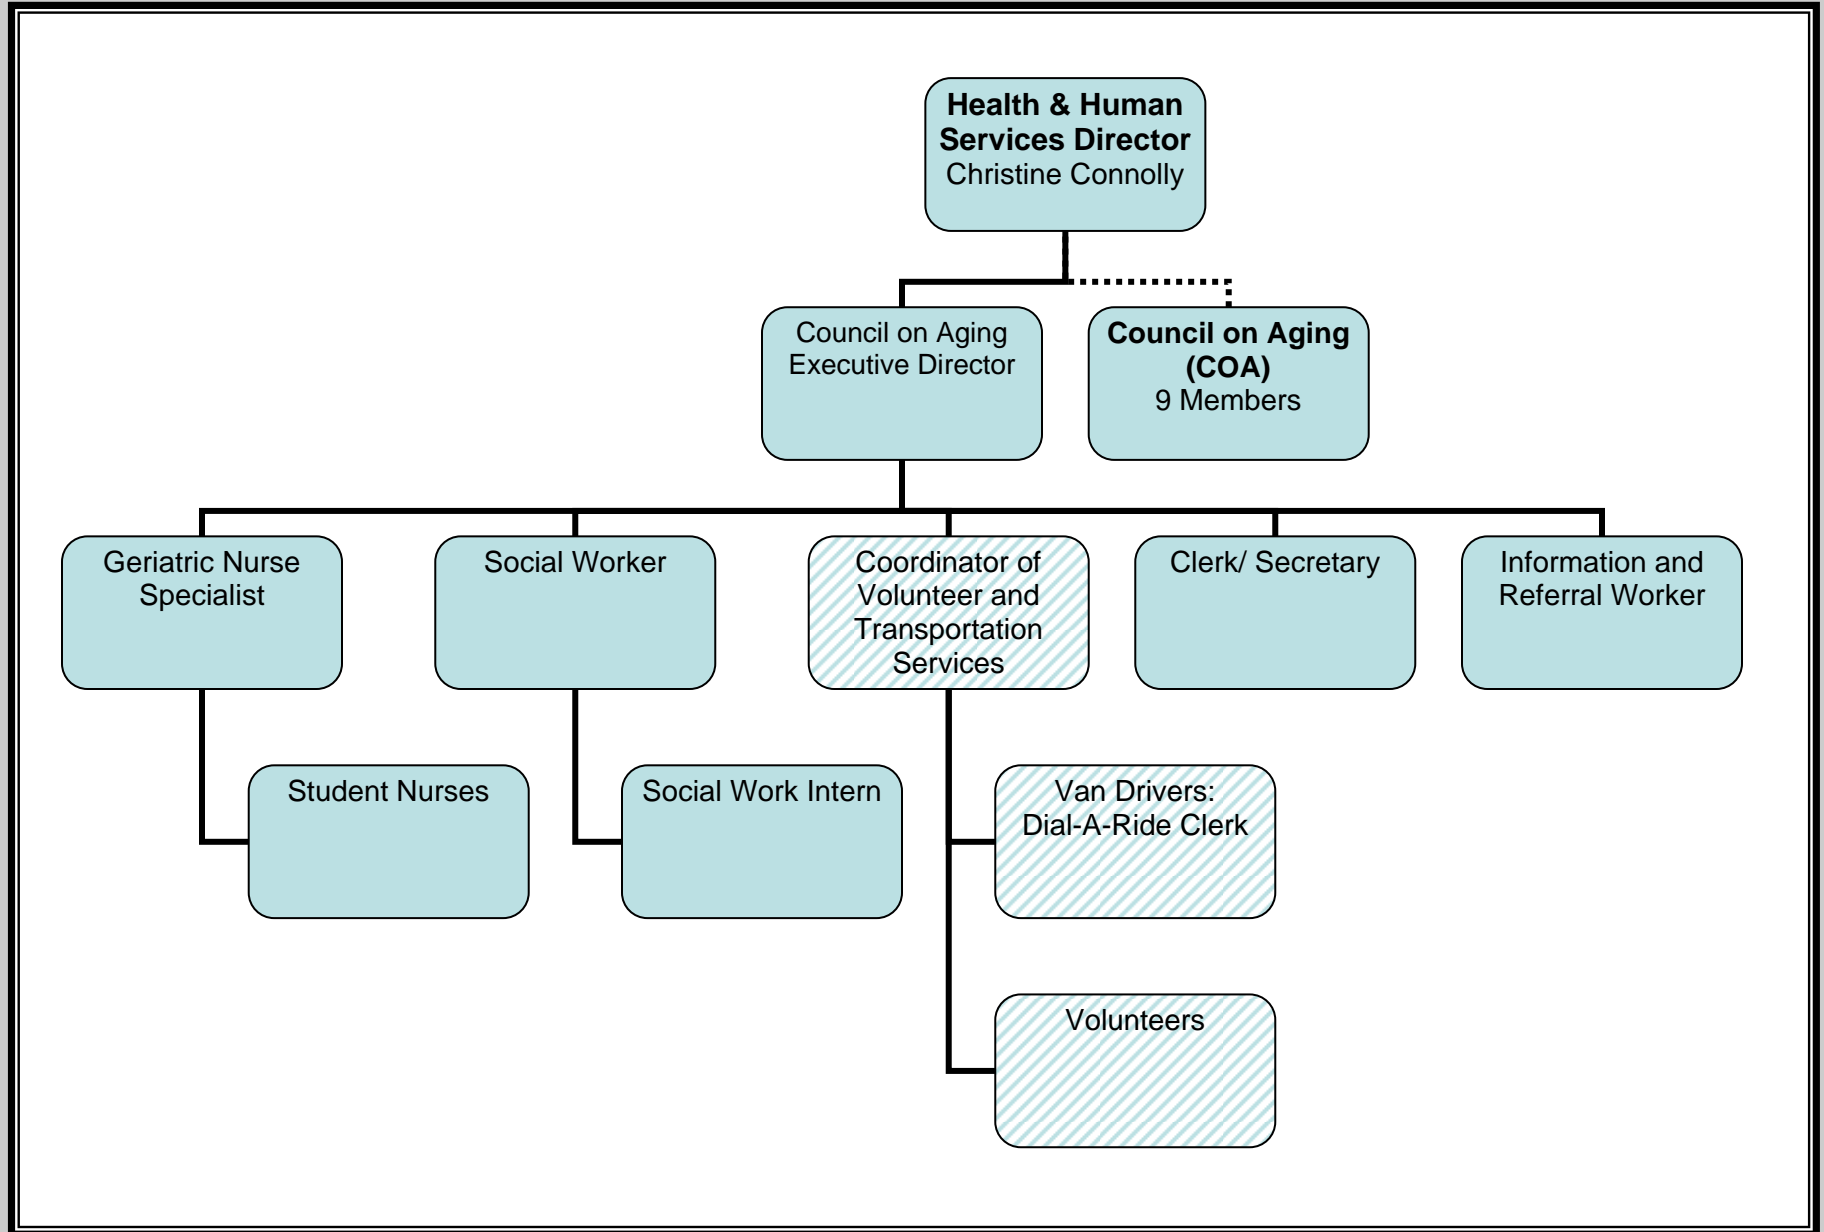 Health & Human
Services Director
Christine Connolly
Council on Aging
Executive Director
Council on Aging
(COA)
9 Members
Geriatric Nurse
Specialist
Social Worker
Coordinator of
Volunteer and
Transportation
Services
Clerk/ Secretary
Information and
Referral Worker
Student Nurses
Social Work Intern
Van Drivers:
Dial-A-Ride Clerk
Volunteers